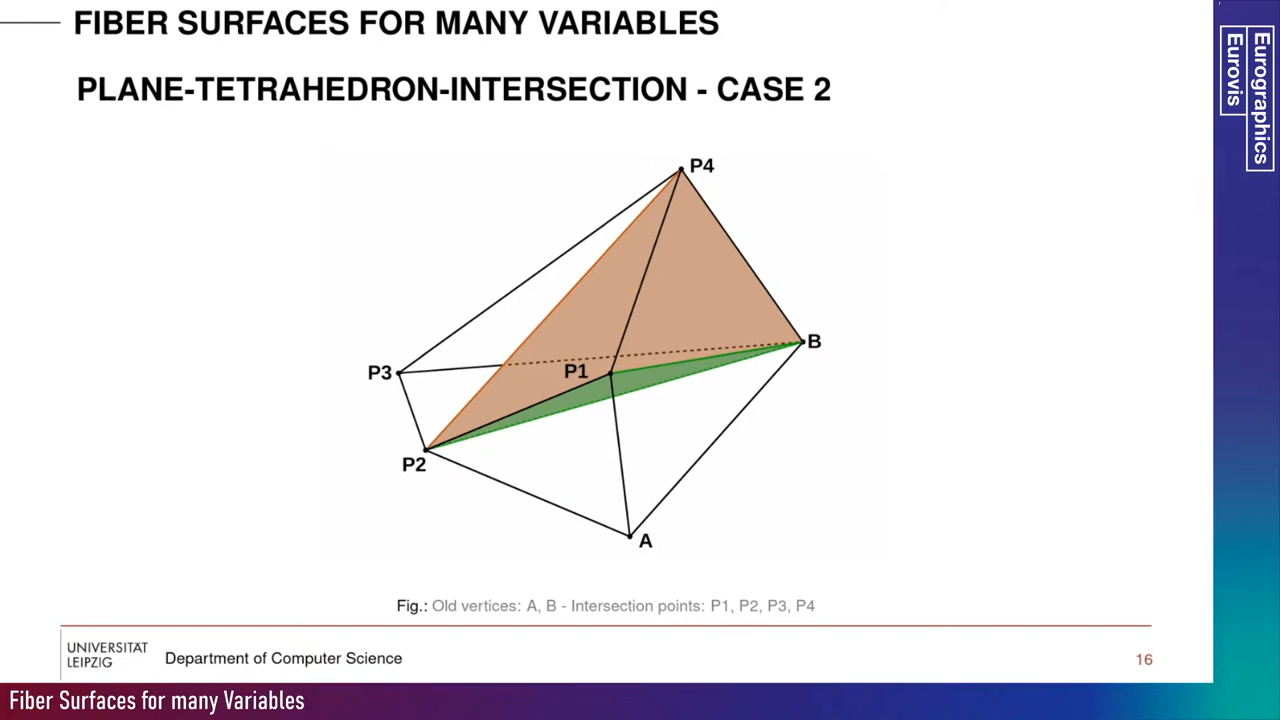 FIBER SURFACES FOR MANY VARIABLES
PLANE-TETRAHEDRON-INTERSECTION - CASE 2
P4
B
P3
P1
P2
A
Fig.: Old vertices: A, B - Intersection points: P1, P2, P3, P4
UNIVERSITÄT
LEIPZIG
Department of Computer Science
16
Fiber Surfaces for many Variables
Eurographics
Eurovis